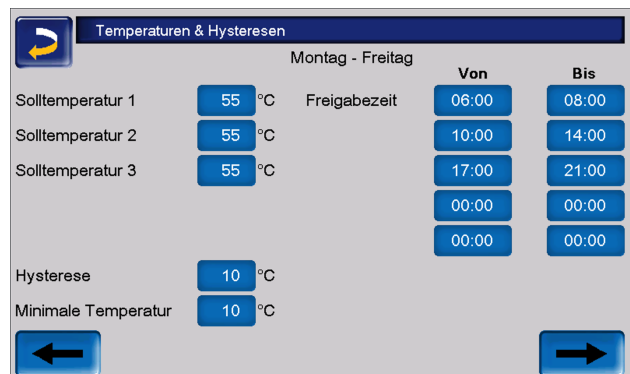 Temperaturen & Hysteresen
Montag - Freitag
Von Bis
Solltemperatur 1 55 °C Freigabezeit 06:00 08:00
Solltemperatur 2 55 °C 10:00 14:00
Solltemperatur 3 55 °C 17:00 21:00
00:00 00:00
00:00 00:00
Hysterese 10 °C
Minimale Temperatur 10 °C